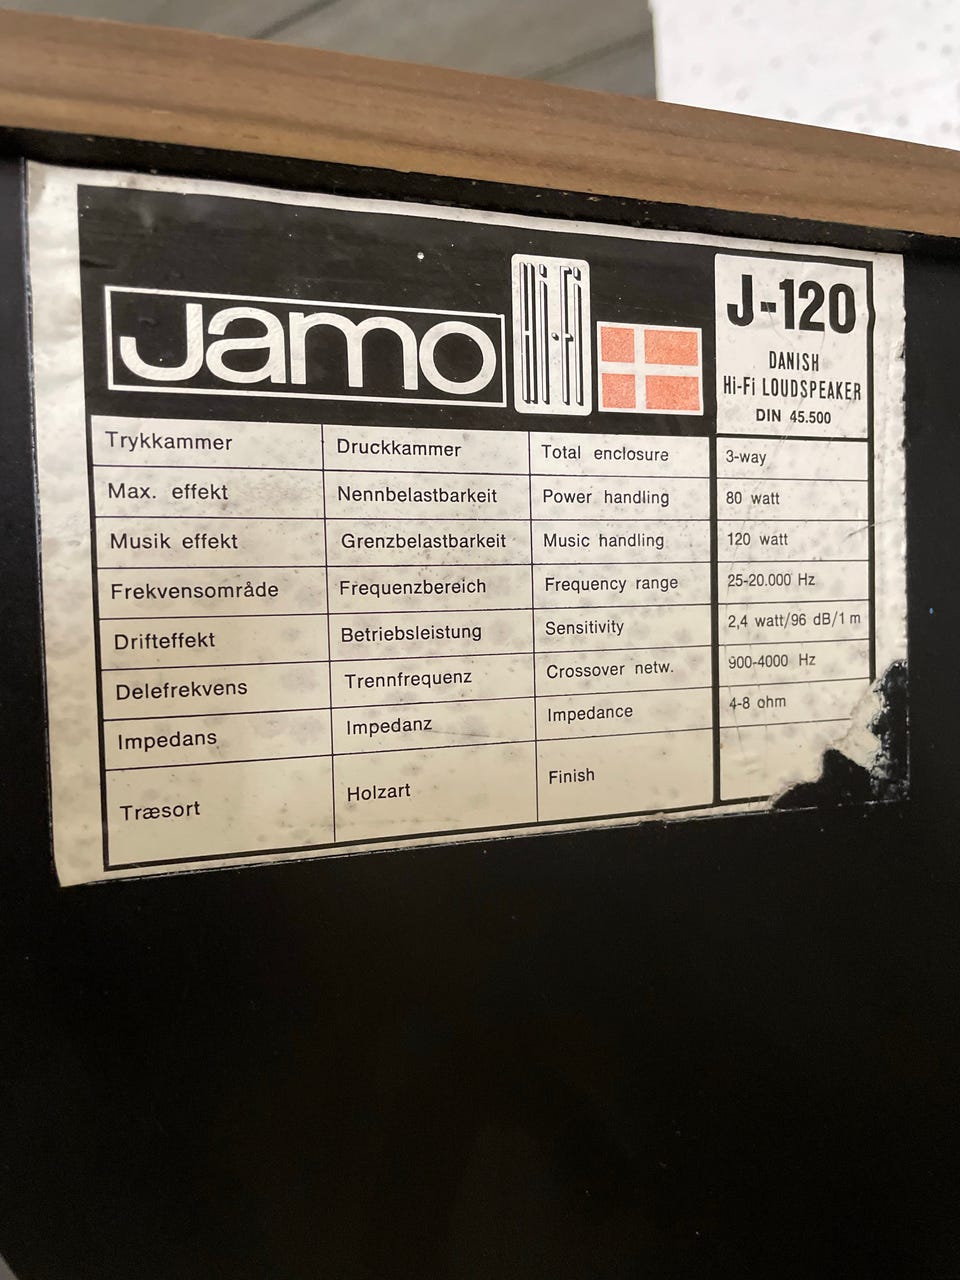 Jamo Hi-Fi
J-120
DANISH
Hi-Fi LOUDSPEAKER
DIN 45.500
Trykkammer Druckkammer Total enclosure 3-way
Max. effekt Nennbelastbarkeit Power handling 80 watt
Musik effekt Grenzbelastbarkeit Music handling 120 watt
Frekvensområde Frequenzbereich Frequency range 25-20.000 Hz
Drifteffekt Betriebsleistung Sensitivity 2,4 watt/96 dB/1 m
Delefrekvens Trennfrequenz Crossover netw. 900-4000 Hz
Impedans Impedanz Impedance 4-8 ohm
Træsort Holzart Finish